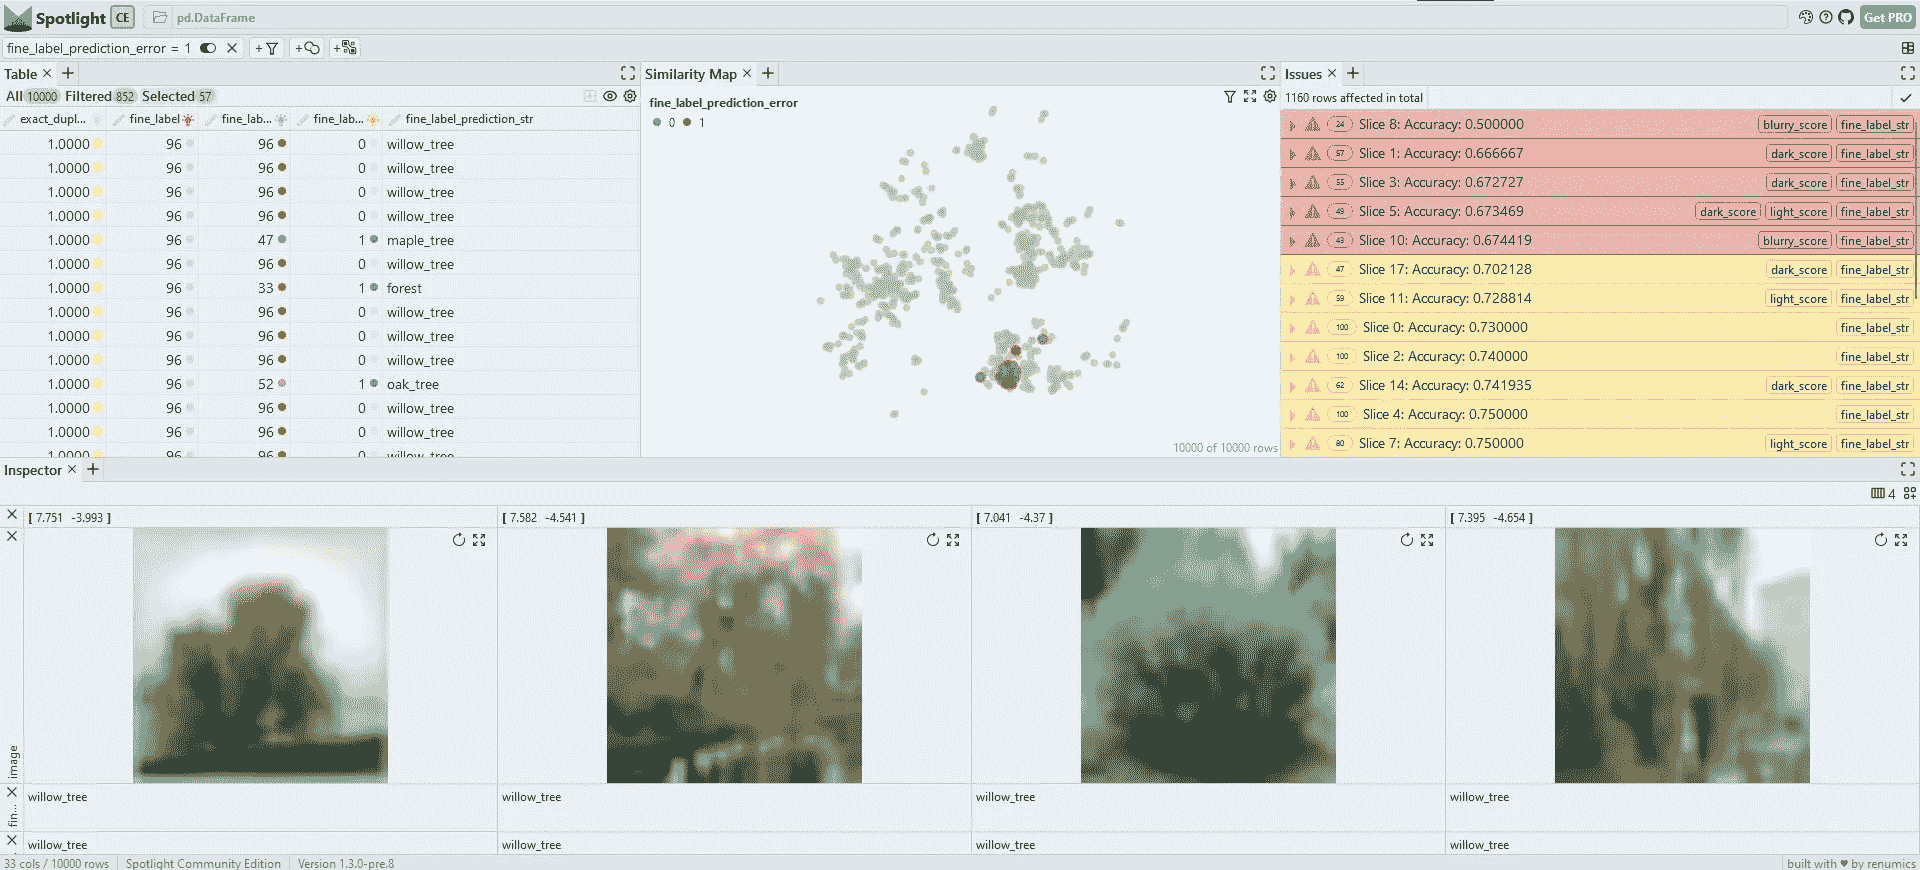 Spotlight CE pd.DataFrame Get PRO
fine_label_prediction_error = 1
Table
All 10000 Filtered 852 Selected 57
exact_dupl... fine_label fine_lab... fine_lab... fine_label_prediction_str
1.0000 96 96 0 willow_tree
1.0000 96 96 0 willow_tree
1.0000 96 96 0 willow_tree
1.0000 96 96 0 willow_tree
1.0000 96 47 1 maple_tree
1.0000 96 96 0 willow_tree
1.0000 96 33 1 forest
1.0000 96 96 0 willow_tree
1.0000 96 96 0 willow_tree
1.0000 96 96 0 willow_tree
1.0000 96 52 1 oak_tree
1.0000 96 96 0 willow_tree
1.0000 96 96 0 willow_tree
1.0000 96 96 0 willow_tree
Similarity Map
fine_label_prediction_error
0 1
10000 of 10000 rows
Issues
1160 rows affected in total
24 Slice 8: Accuracy: 0.500000 blurry_score fine_label_str
57 Slice 1: Accuracy: 0.666667 dark_score fine_label_str
55 Slice 3: Accuracy: 0.672727 dark_score fine_label_str
49 Slice 5: Accuracy: 0.673469 dark_score light_score fine_label_str
43 Slice 10: Accuracy: 0.674419 blurry_score fine_label_str
47 Slice 17: Accuracy: 0.702128 dark_score fine_label_str
59 Slice 11: Accuracy: 0.728814 light_score fine_label_str
100 Slice 0: Accuracy: 0.730000 fine_label_str
100 Slice 2: Accuracy: 0.740000 fine_label_str
62 Slice 14: Accuracy: 0.741935 dark_score fine_label_str
100 Slice 4: Accuracy: 0.750000 fine_label_str
80 Slice 7: Accuracy: 0.750000 light_score fine_label_str
Inspector
4
[ 7.751 -3.993 ] [ 7.582 -4.541 ] [ 7.041 -4.37 ] [ 7.395 -4.654 ]
image
fin...
willow_tree willow_tree willow_tree willow_tree
willow_tree willow_tree willow_tree willow_tree
33 cols / 10000 rows Spotlight Community Edition Version 1.3.0-pre.8 built with ♥ by renumics